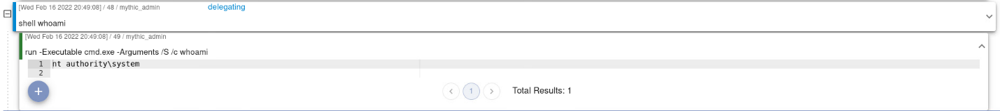 [Wed Feb 16 2022 20:49:08] / 48 / mythic_admin delegating
shell whoami
[Wed Feb 16 2022 20:49:08] / 49 / mythic_admin
run -Executable cmd.exe -Arguments /S /c whoami
1 nt authority\system
2
+
1 Total Results: 1